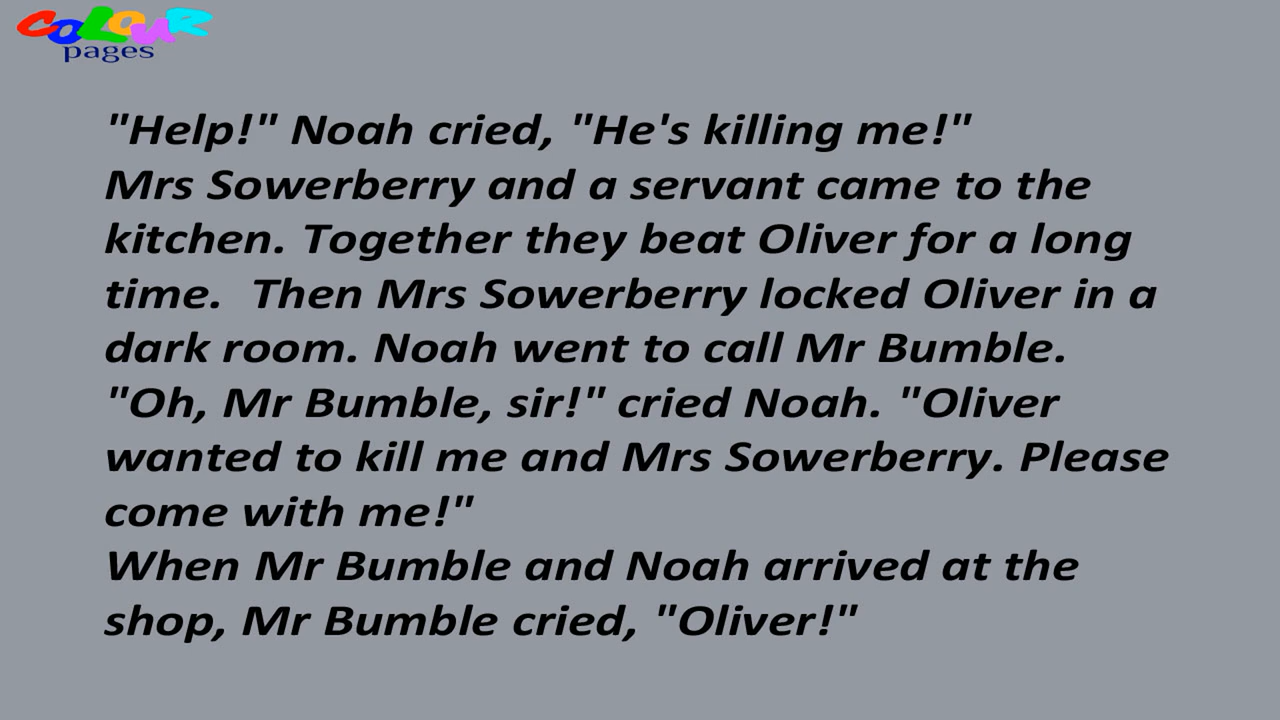 COLOUR
pages
"Help!" Noah cried, "He's killing me!"
Mrs Sowerberry and a servant came to the
kitchen. Together they beat Oliver for a long
time.  Then Mrs Sowerberry locked Oliver in a
dark room. Noah went to call Mr Bumble.
"Oh, Mr Bumble, sir!" cried Noah. "Oliver
wanted to kill me and Mrs Sowerberry. Please
come with me!"
When Mr Bumble and Noah arrived at the
shop, Mr Bumble cried, "Oliver!"